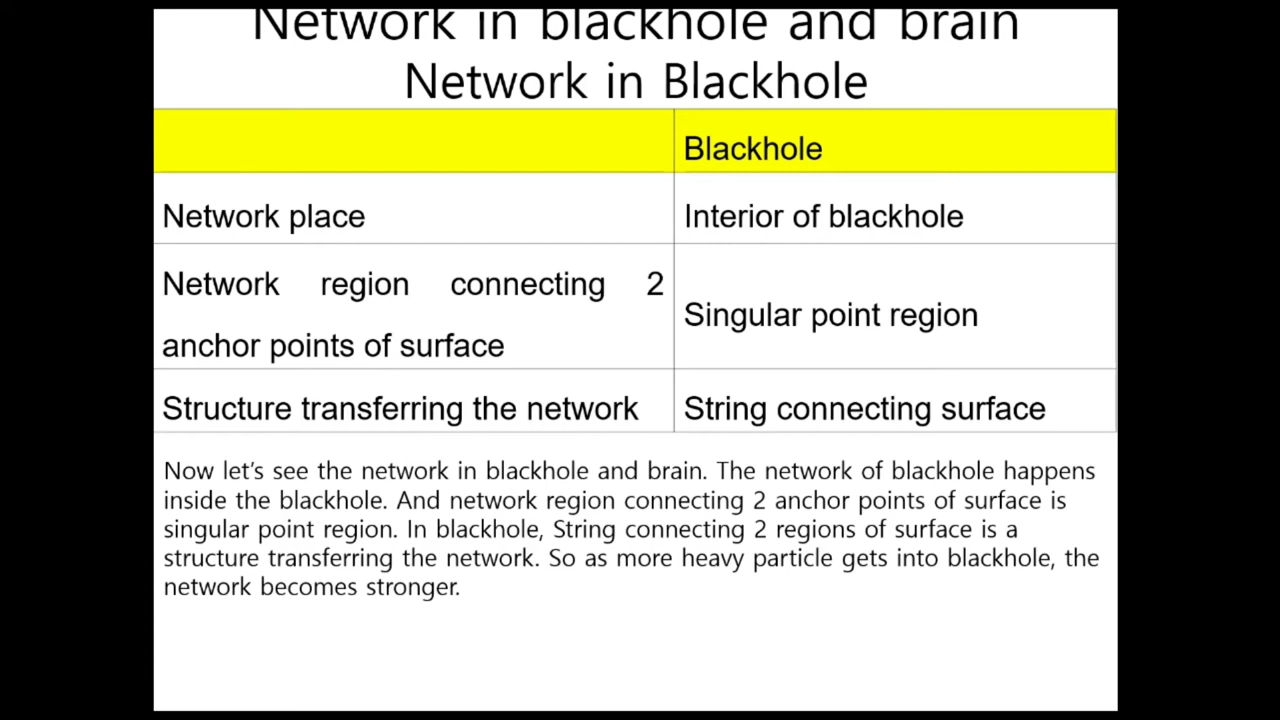 Network in blackhole and brain
Network in Blackhole
Blackhole
Network place
Interior of blackhole
Network region connecting 2
anchor points of surface
Singular point region
Structure transferring the network
String connecting surface
Now let's see the network in blackhole and brain. The network of blackhole happens
inside the blackhole. And network region connecting 2 anchor points of surface is
singular point region. In blackhole, String connecting 2 regions of surface is a
structure transferring the network. So as more heavy particle gets into blackhole, the
network becomes stronger.